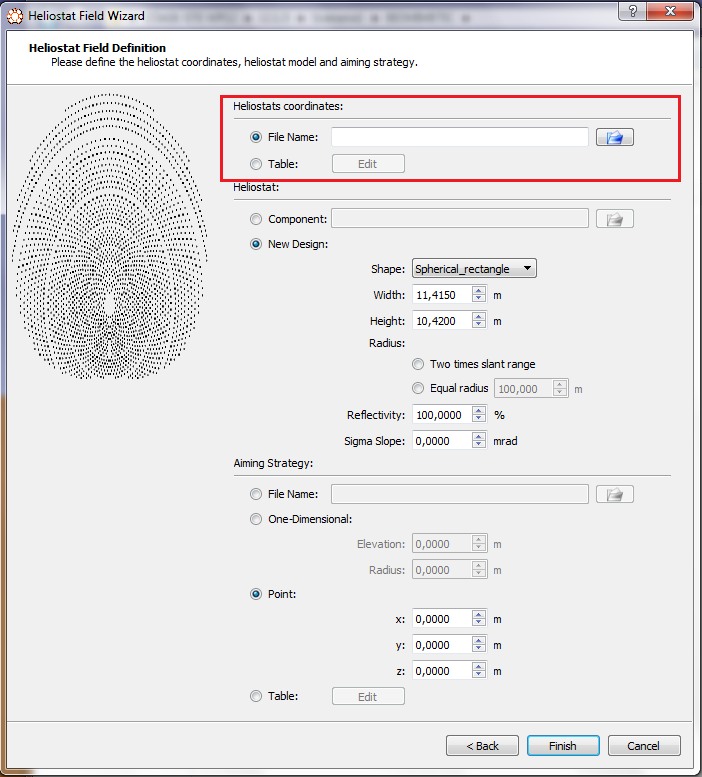 Heliostat Field Wizard
Heliostat Field Definition
Please define the heliostat coordinates, heliostat model and aiming strategy.
Heliostats coordinates:
File Name:
Table: Edit
Heliostat:
Component:
New Design:
Shape: Spherical_rectangle
Width: 11,4150 m
Height: 10,4200 m
Radius:
Two times slant range
Equal radius 100,000 m
Reflectivity: 100,0000 %
Sigma Slope: 0,0000 mrad
Aiming Strategy:
File Name:
One-Dimensional:
Elevation: 0,0000 m
Radius: 0,0000 m
Point:
x: 0,0000 m
y: 0,0000 m
z: 0,0000 m
Table: Edit
< Back Finish Cancel